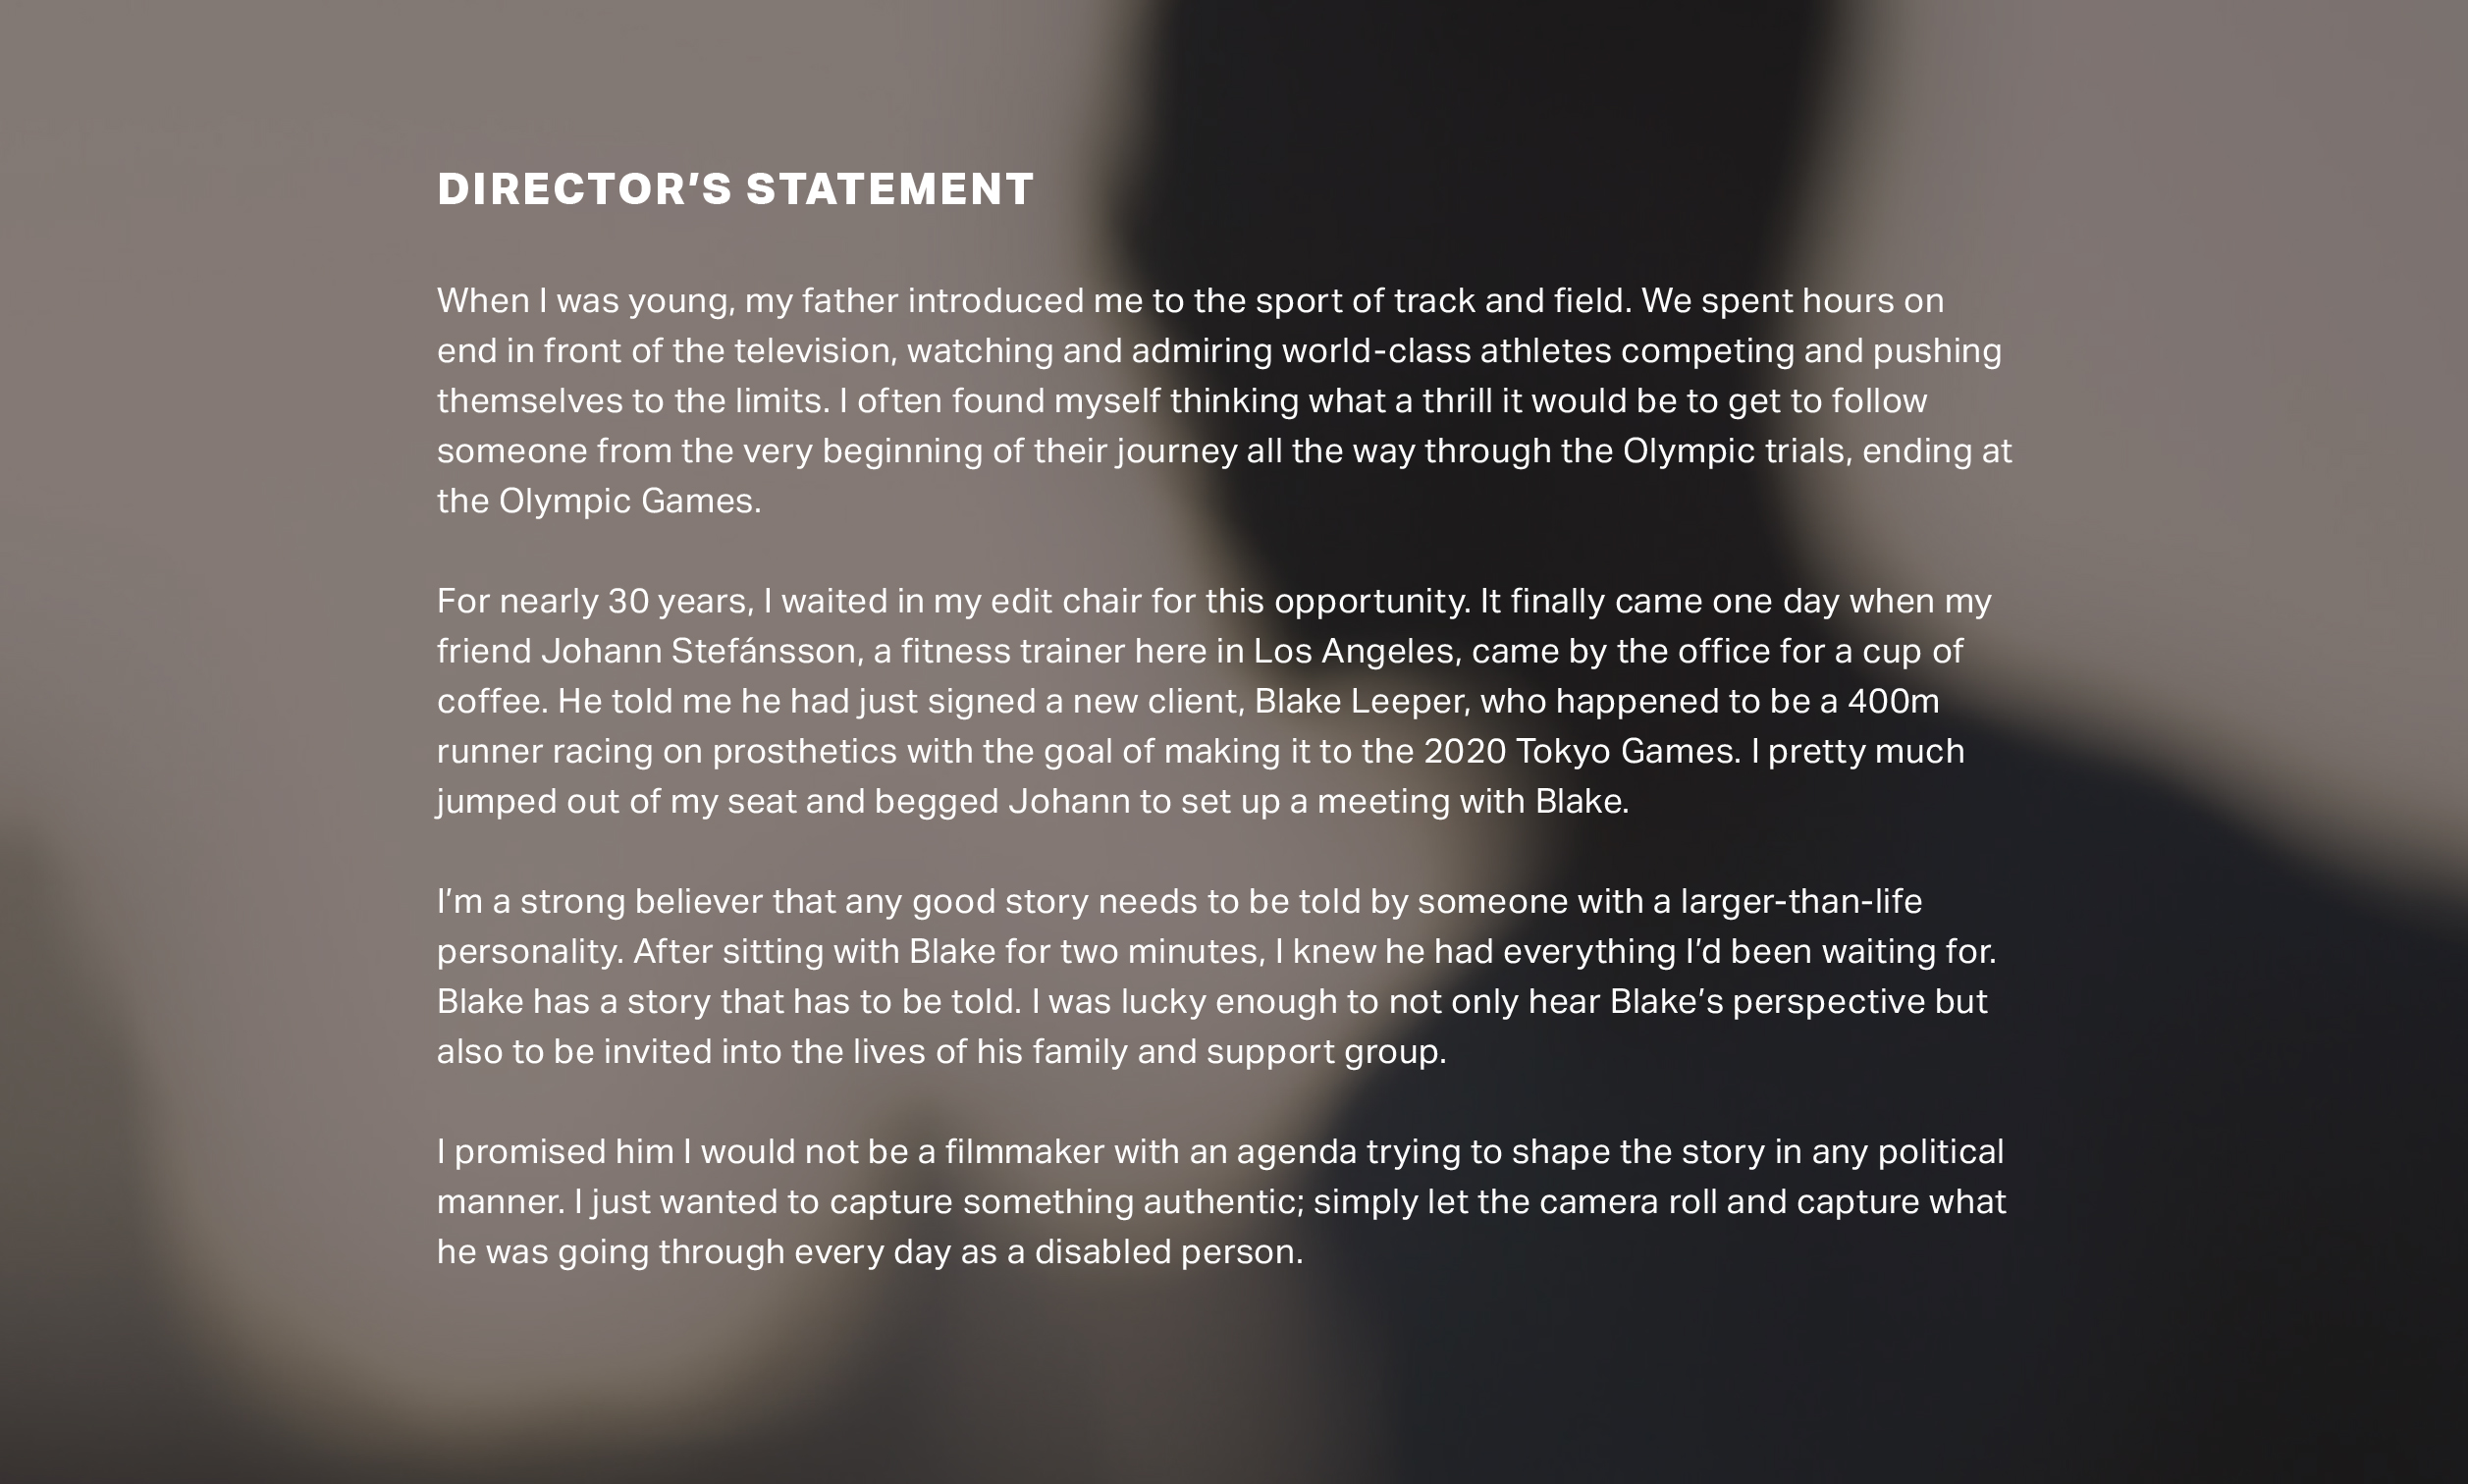 DIRECTOR’S STATEMENT
When I was young, my father introduced me to the sport of track and field. We spent hours on
end in front of the television, watching and admiring world-class athletes competing and pushing
themselves to the limits. I often found myself thinking what a thrill it would be to get to follow
someone from the very beginning of their journey all the way through the Olympic trials, ending at
the Olympic Games.
For nearly 30 years, I waited in my edit chair for this opportunity. It finally came one day when my
friend Johann Stefánsson, a fitness trainer here in Los Angeles, came by the office for a cup of
coffee. He told me he had just signed a new client, Blake Leeper, who happened to be a 400m
runner racing on prosthetics with the goal of making it to the 2020 Tokyo Games. I pretty much
jumped out of my seat and begged Johann to set up a meeting with Blake.
I’m a strong believer that any good story needs to be told by someone with a larger-than-life
personality. After sitting with Blake for two minutes, I knew he had everything I’d been waiting for.
Blake has a story that has to be told. I was lucky enough to not only hear Blake’s perspective but
also to be invited into the lives of his family and support group.
I promised him I would not be a filmmaker with an agenda trying to shape the story in any political
manner. I just wanted to capture something authentic; simply let the camera roll and capture what
he was going through every day as a disabled person.